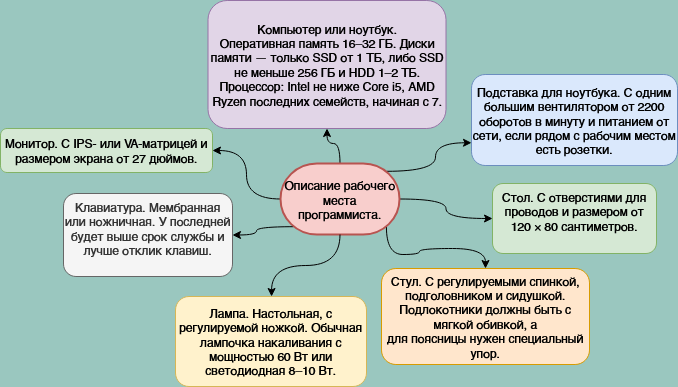 Компьютер или ноутбук.
Оперативная память 16–32 ГБ. Диски
памяти — только SSD от 1 ТБ, либо SSD
не меньше 256 ГБ и HDD 1–2 ТБ.
Процессор: Intel не ниже Core i5, AMD
Ryzen последних семейств, начиная с 7.
Подставка для ноутбука. С одним
большим вентилятором от 2200
оборотов в минуту и питанием от
сети, если рядом с рабочим местом
есть розетки.
Монитор. С IPS- или VA-матрицей и
размером экрана от 27 дюймов.
Описание рабочего
места
программиста.
Клавиатура. Мембранная
или ножничная. У последней
будет выше срок службы и
лучше отклик клавиш.
Стол. С отверстиями для
проводов и размером от
120 × 80 сантиметров.
Стул. С регулируемыми спинкой,
подголовником и сидушкой.
Подлокотники должны быть с
мягкой обивкой, а
для поясницы нужен специальный
упор.
Лампа. Настольная, с
регулируемой ножкой. Обычная
лампочка накаливания с
мощностью 60 Вт или
светодиодная 8–10 Вт.